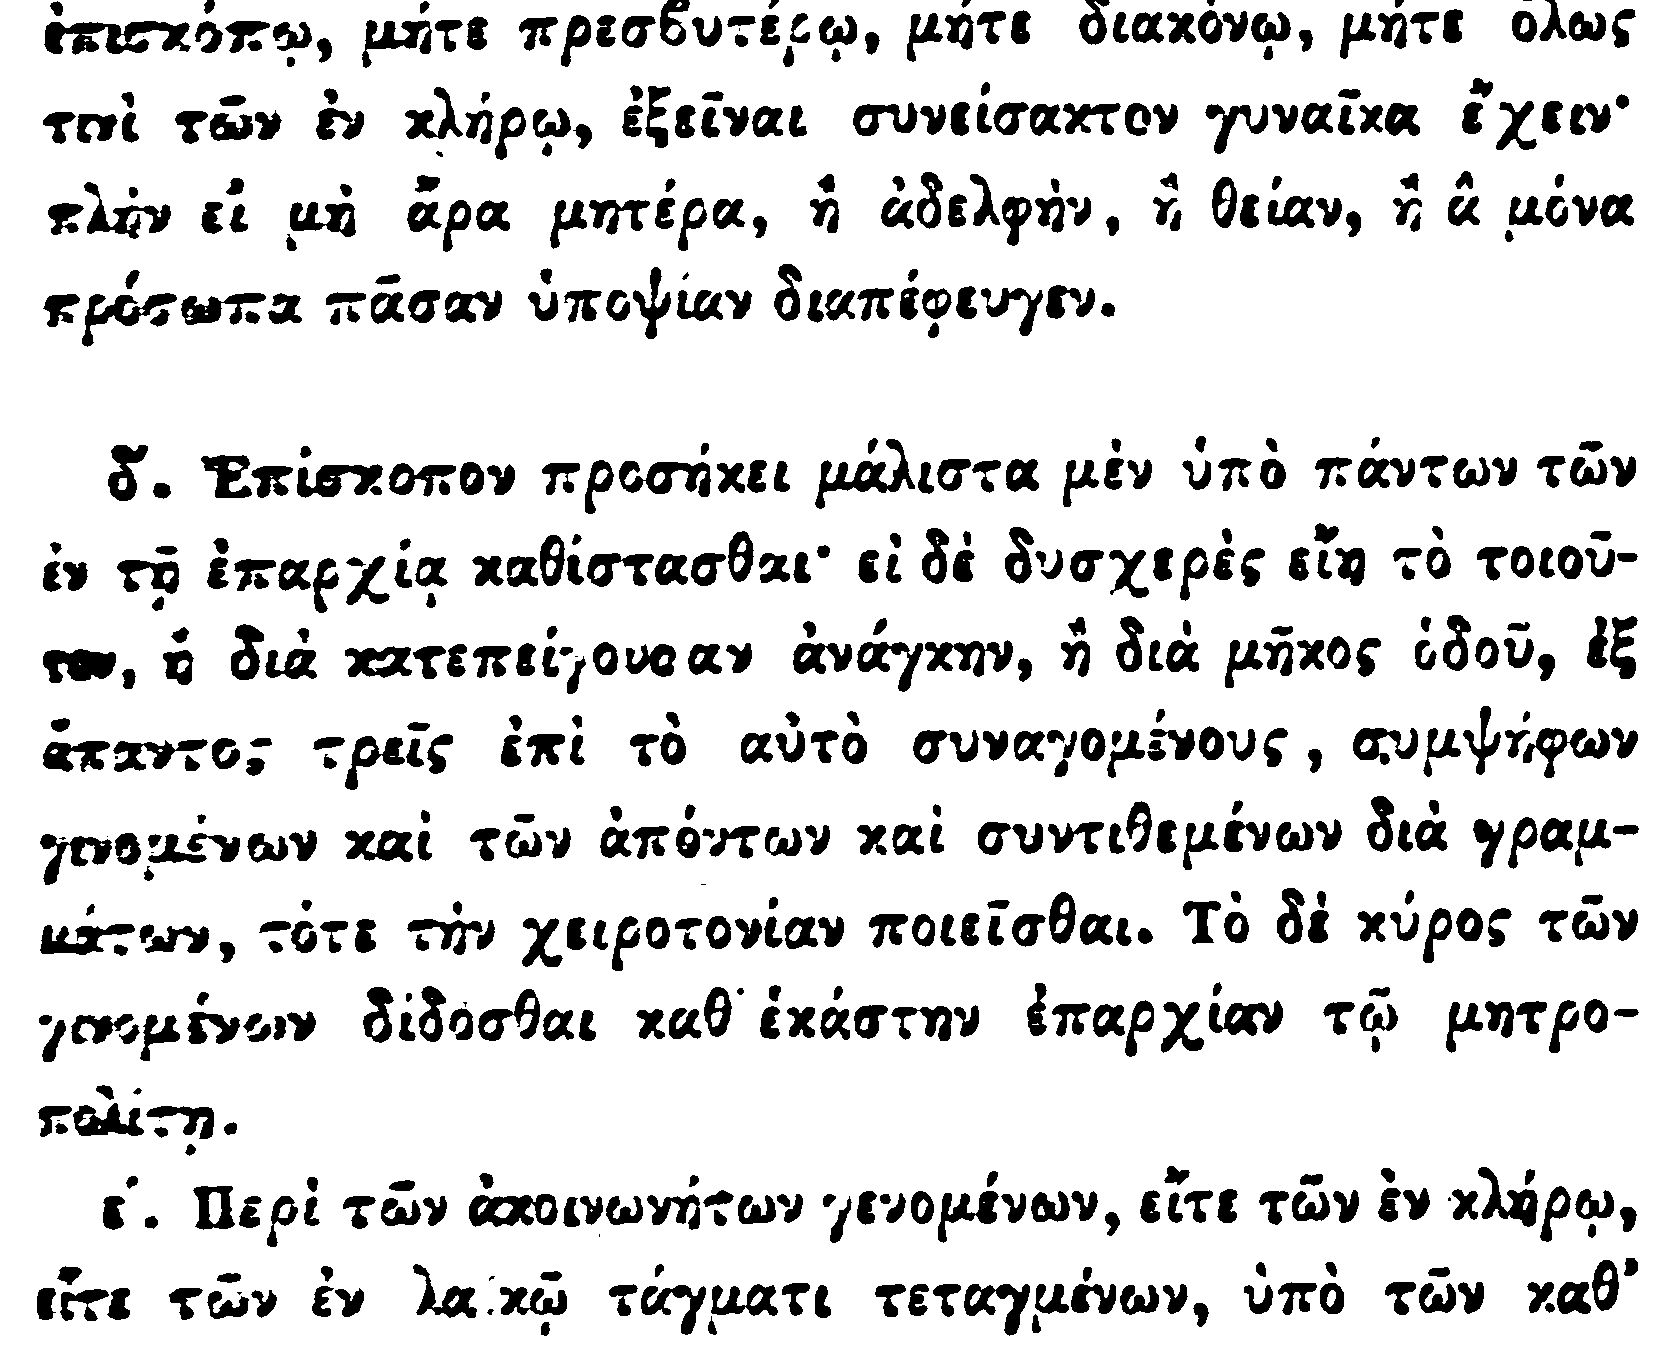 ἐπισκόπῳ, μήτε πρεσβυτέρῳ, μήτε διακόνῳ, μήτε ὅλως
τινὶ τῶν ἐν κλήρῳ, ἐξεῖναι συνείσακτον γυναῖκα ἔχειν·
πλὴν εἰ μὴ ἄρα μητέρα, ἢ ἀδελφὴν, ἢ θείαν, ἢ ἃ μόνα
πρόσωπα πᾶσαν ὑποψίαν διαπέφευγεν.
δ΄. Ἐπίσκοπον προσήκει μάλιστα μὲν ὑπὸ πάντων τῶν
ἐν τῇ ἐπαρχίᾳ καθίστασθαι· εἰ δὲ δυσχερὲς εἴη τὸ τοιοῦ-
τον, ἢ διὰ κατεπείγουσαν ἀνάγκην, ἢ διὰ μῆκος ὁδοῦ, ἐξ
ἅπαντος τρεῖς ἐπὶ τὸ αὐτὸ συναγομένους, συμψήφων
γινομένων καὶ τῶν ἀπόντων καὶ συντιθεμένων διὰ γραμ-
μάτων, τότε τὴν χειροτονίαν ποιεῖσθαι. Τὸ δὲ κύρος τῶν
γινομένων δίδοσθαι καθ' ἑκάστην ἐπαρχίαν τῷ μητρο-
πολίτῃ.
ε΄. Περὶ τῶν ἀκοινωνήτων γενομένων, εἴτε τῶν ἐν κλήρῳ,
εἴτε τῶν ἐν λαϊκῷ τάγματι τεταγμένων, ὑπὸ τῶν καθ'